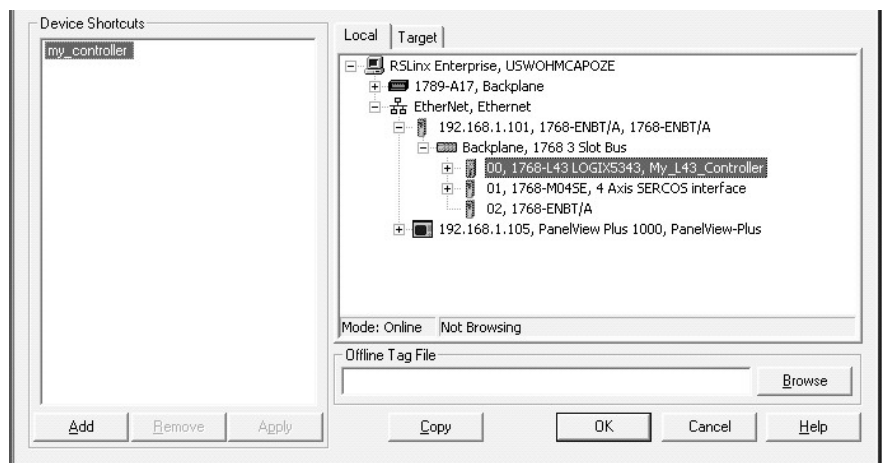 Device Shortcuts
my_controller
Add
Remove
Apply
Local
Target
RSLinx Enterprise, USWOHMCAPOZE
1789-A17, Backplane
EtherNet, Ethernet
192.168.1.101, 1768-ENBT/A, 1768-ENBT/A
Backplane, 1768 3 Slot Bus
00, 1768-L43 LOGIX5343, My_L43_Controller
01, 1768-M04SE, 4 Axis SERCOS interface
02, 1768-ENBT/A
192.168.1.105, PanelView Plus 1000, PanelView-Plus
Mode: Online
Not Browsing
Offline Tag File
Browse
Copy
OK
Cancel
Help